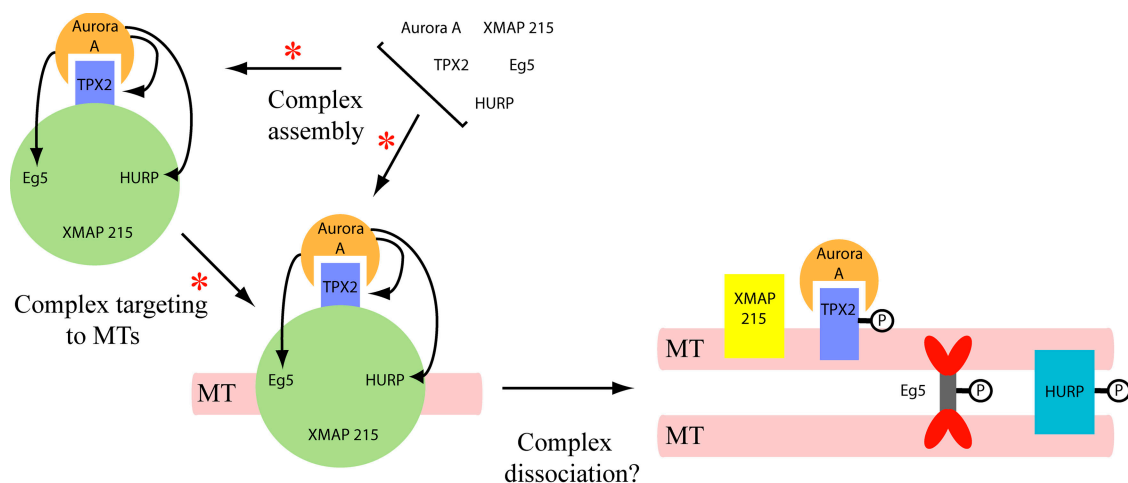 Aurora
A
TPX2
Eg5
HURP
XMAP 215
*
Complex
assembly
Aurora A XMAP 215
TPX2 Eg5
HURP
*
*
Complex targeting
to MTs
Aurora
A
TPX2
MT
Eg5
HURP
XMAP 215
Complex
dissociation?
XMAP
215
Aurora
A
TPX2
P
MT
Eg5
P
HURP
P
MT